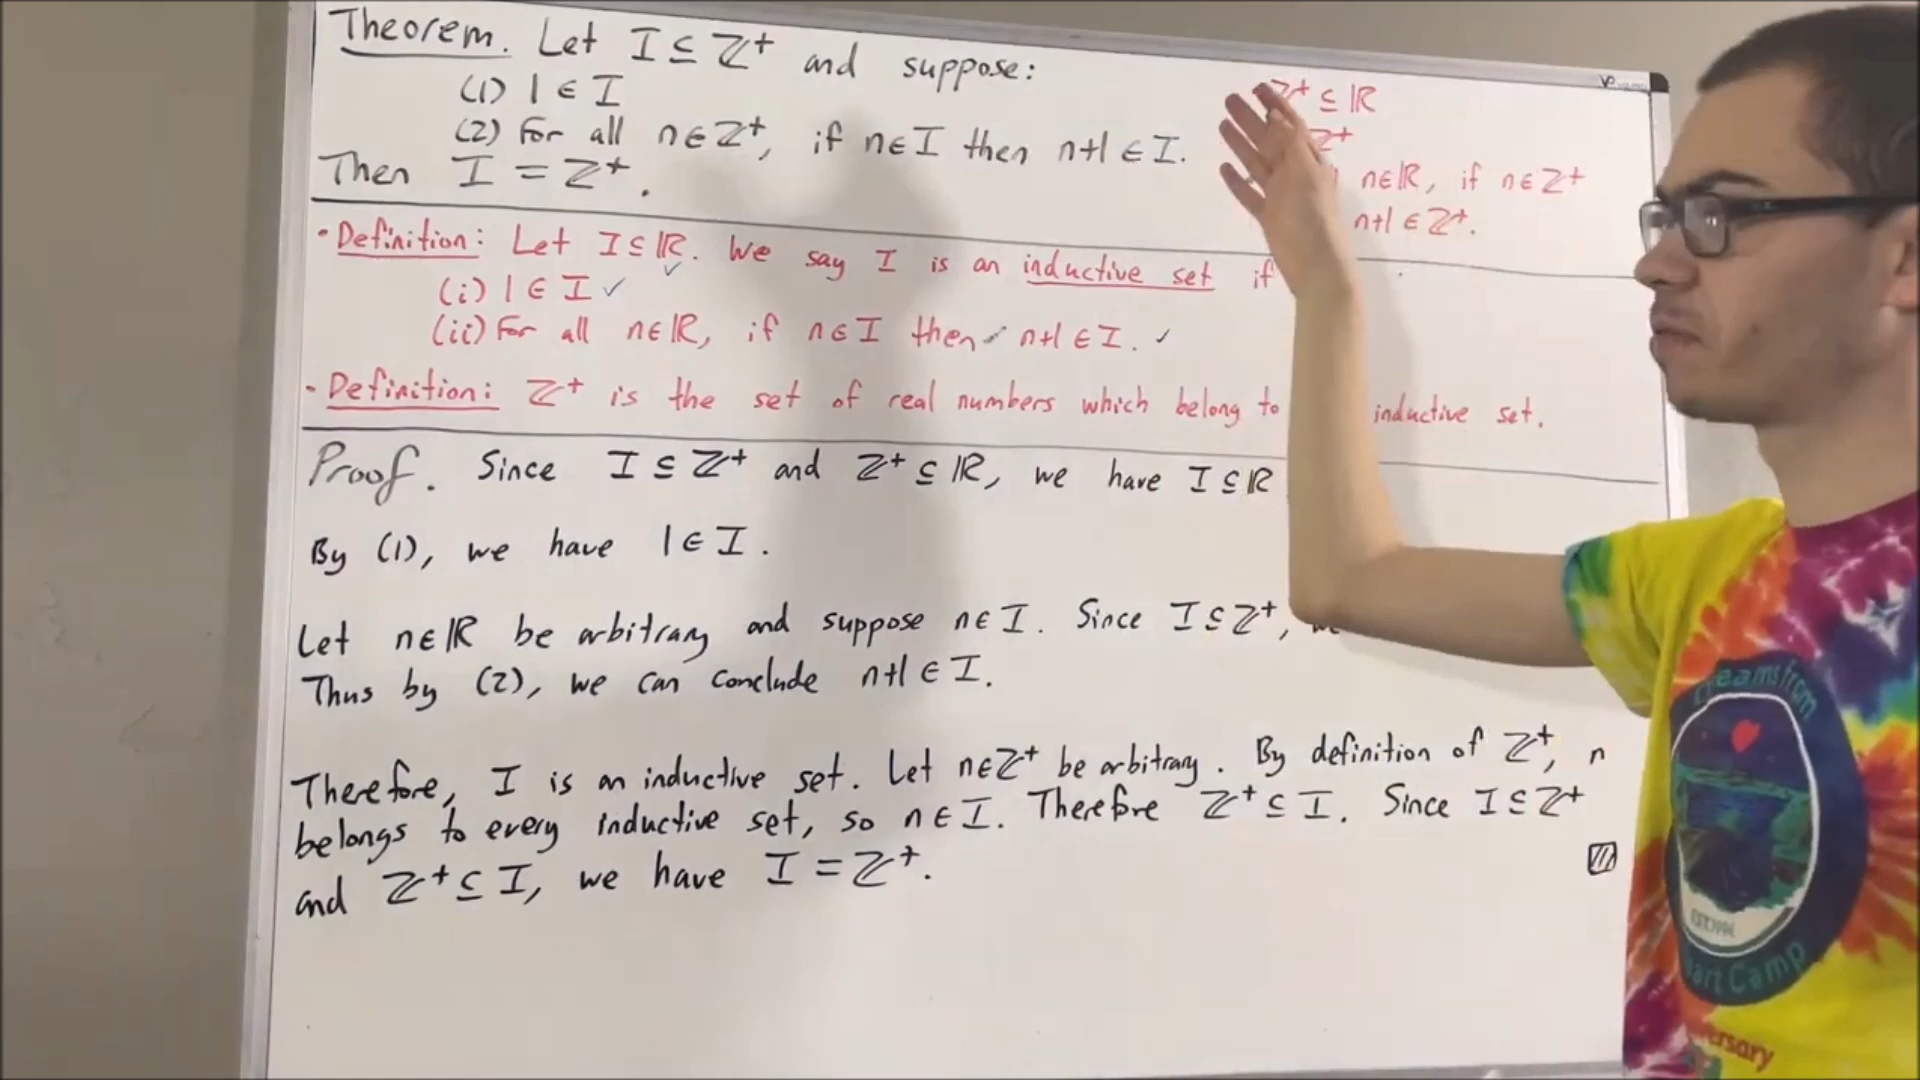 Theorem. Let I ⊆ ℤ⁺ and suppose:
(1) 1 ∈ I
(2) For all n ∈ ℤ⁺, if n ∈ I then n+1 ∈ I.
Then I = ℤ⁺.
ℤ⁺ ⊆ ℝ
ℤ⁺
n ∈ ℝ, if n ∈ ℤ⁺
n+1 ∈ ℤ⁺.
• Definition: Let I ⊆ ℝ. We say I is an inductive set if
(i) 1 ∈ I ✓
(ii) For all n ∈ ℝ, if n ∈ I then n+1 ∈ I. ✓
• Definition: ℤ⁺ is the set of real numbers which belong to inductive set.
Proof. Since I ⊆ ℤ⁺ and ℤ⁺ ⊆ ℝ, we have I ⊆ ℝ
By (1), we have 1 ∈ I.
Let n ∈ ℝ be arbitrary and suppose n ∈ I. Since I ⊆ ℤ⁺, we
Thus by (2), we can conclude n+1 ∈ I.
Therefore, I is an inductive set. Let n ∈ ℤ⁺ be arbitrary. By definition of ℤ⁺, n
belongs to every inductive set, so n ∈ I. Therefore ℤ⁺ ⊆ I. Since I ⊆ ℤ⁺
and ℤ⁺ ⊆ I, we have I = ℤ⁺.